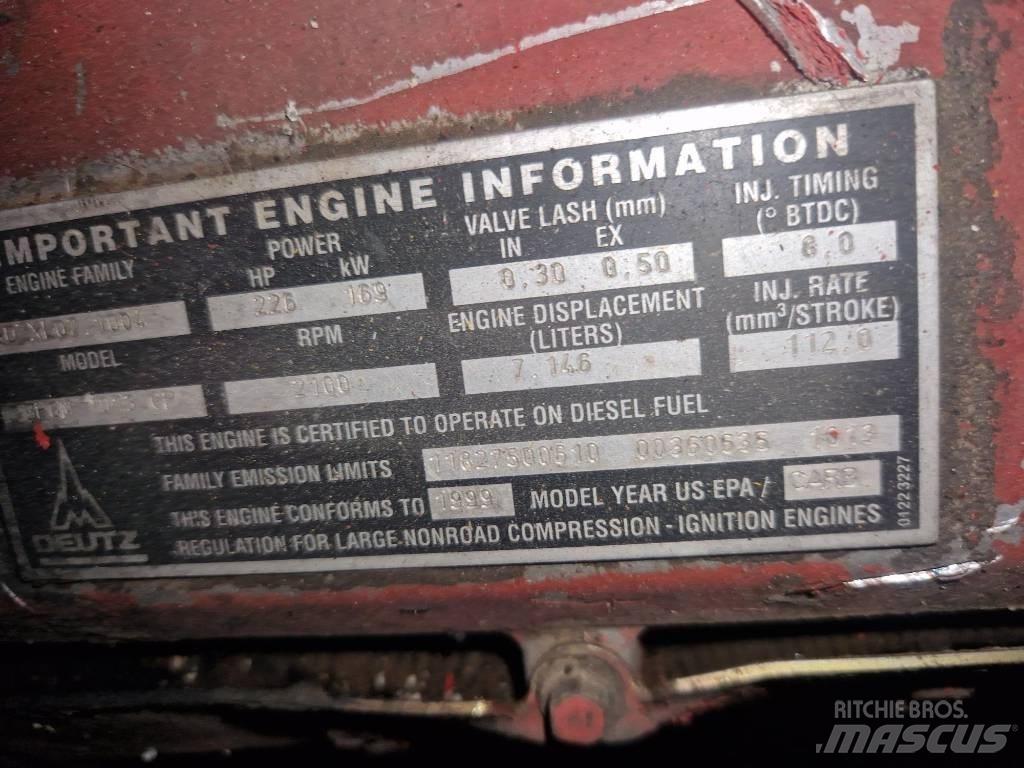 IMPORTANT ENGINE INFORMATION
ENGINE FAMILY
POWER
HP kW
226 169
VALVE LASH (mm)
IN EX
0,30 0,50
INJ. TIMING
(° BTDC)
6,0
MODEL
RPM
2100
ENGINE DISPLACEMENT
(LITERS)
7,146
INJ. RATE
(mm³/STROKE)
112,0
THIS ENGINE IS CERTIFIED TO OPERATE ON DIESEL FUEL
FAMILY EMISSION LIMITS 00360635 1013
THIS ENGINE CONFORMS TO 1999 MODEL YEAR US EPA / CARB
REGULATION FOR LARGE NONROAD COMPRESSION - IGNITION ENGINES
DEUTZ
01223227
RITCHIE BROS.
MASCUS